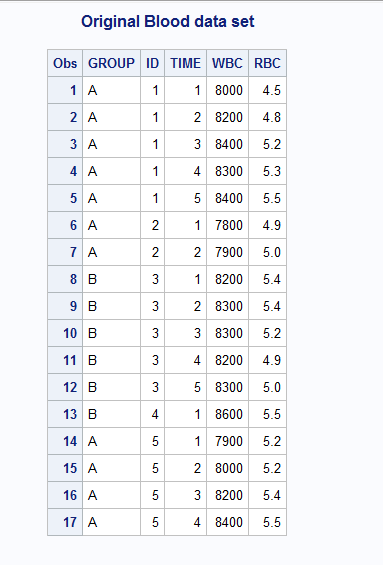 Original Blood data set
Obs GROUP ID TIME WBC RBC
1 A 1 1 8000 4.5
2 A 1 2 8200 4.8
3 A 1 3 8400 5.2
4 A 1 4 8300 5.3
5 A 1 5 8400 5.5
6 A 2 1 7800 4.9
7 A 2 2 7900 5.0
8 B 3 1 8200 5.4
9 B 3 2 8300 5.4
10 B 3 3 8300 5.2
11 B 3 4 8200 4.9
12 B 3 5 8300 5.0
13 B 4 1 8600 5.5
14 A 5 1 7900 5.2
15 A 5 2 8000 5.2
16 A 5 3 8200 5.4
17 A 5 4 8400 5.5